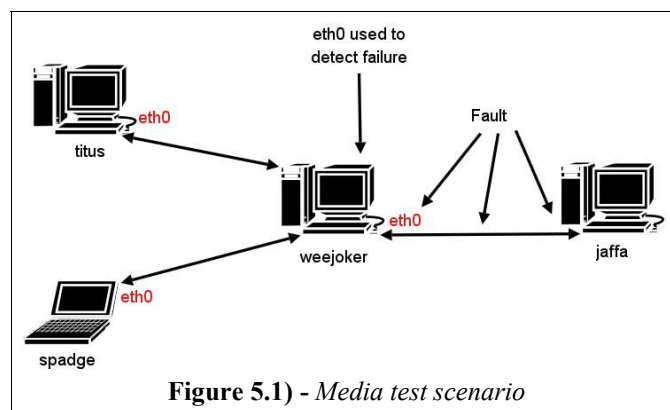 eth0 used to
detect failure
eth0
titus
Fault
eth0
weejoker
jaffa
eth0
spadge
Figure 5.1) - Media test scenario